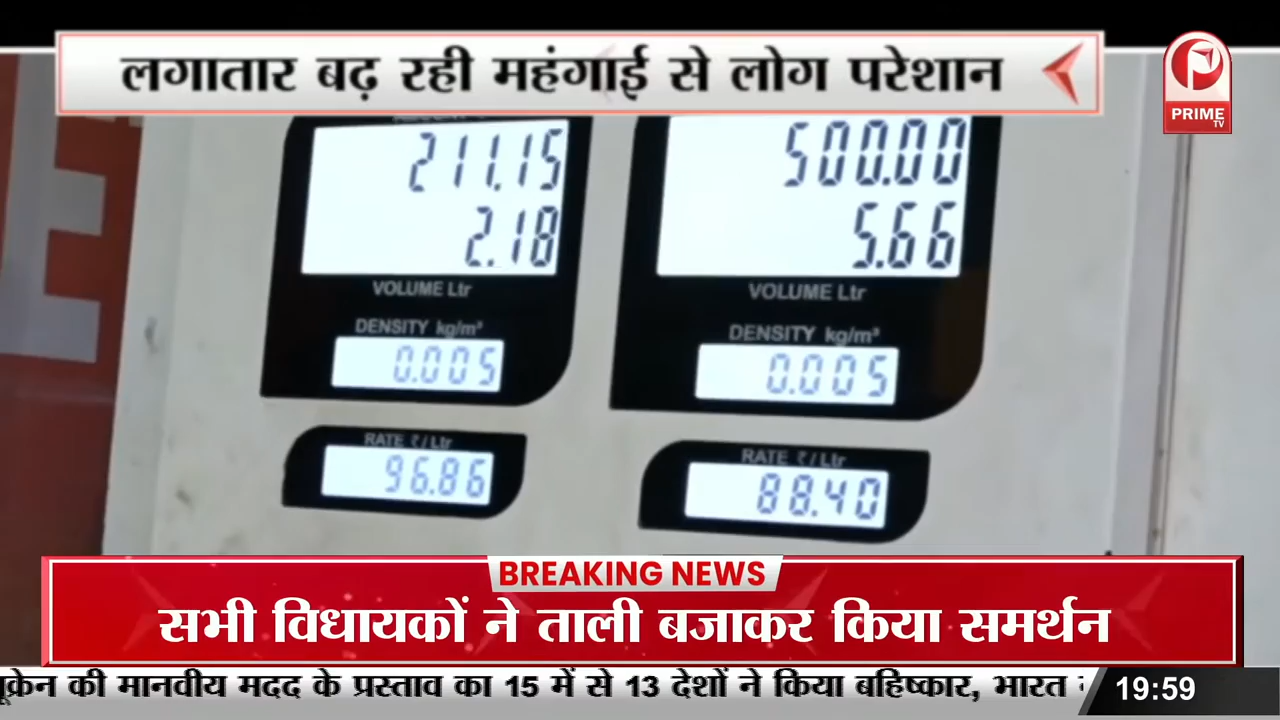 लगातार बढ़ रही महंगाई से लोग परेशान
PRIME
TV
211.15
2.18
VOLUME Ltr
DENSITY kg/m³
0.005
RATE ₹/Ltr
96.86
500.00
5.66
VOLUME Ltr
DENSITY kg/m³
0.005
RATE ₹/Ltr
88.40
BREAKING NEWS
सभी विधायकों ने ताली बजाकर किया समर्थन
की मानवीय मदद के प्रस्ताव का 15 में से 13 देशों ने किया बहिष्कार, भारत
19:59